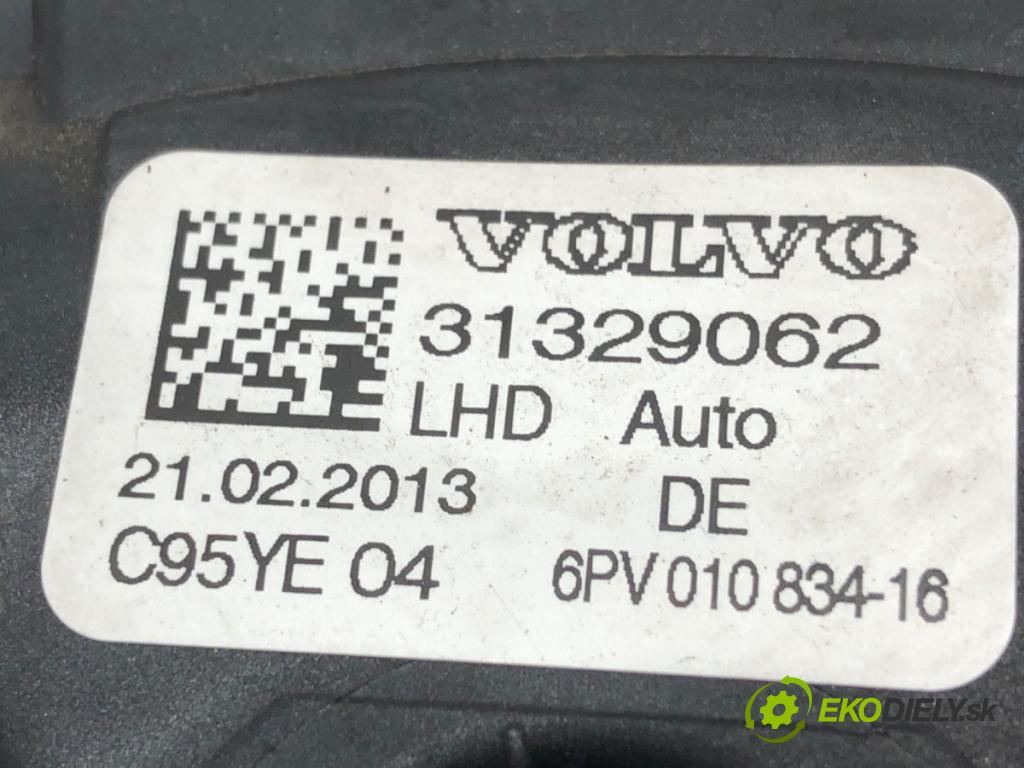 VOLVO
31329062
LHD Auto
21.02.2013 DE
C95YE 04 6PV 010 834-16
EKODIELY.sk